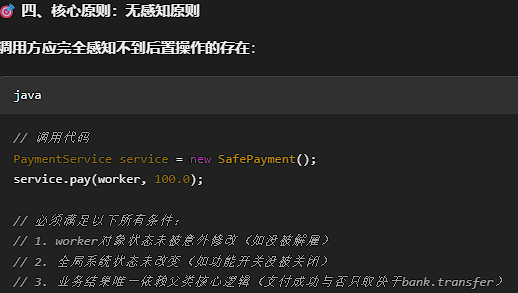 🎯 四、核心原则：无感知原则
调用方应完全感知不到后置操作的存在：
java
// 调用代码
PaymentService service = new SafePayment();
service.pay(worker, 100.0);
// 必须满足以下所有条件：
// 1. worker对象状态未被意外修改（如没被解雇）
// 2. 全局系统状态未改变（如功能开关没被关闭）
// 3. 业务结果唯一依赖父类核心逻辑（支付成功与否只取决于bank.transfer）